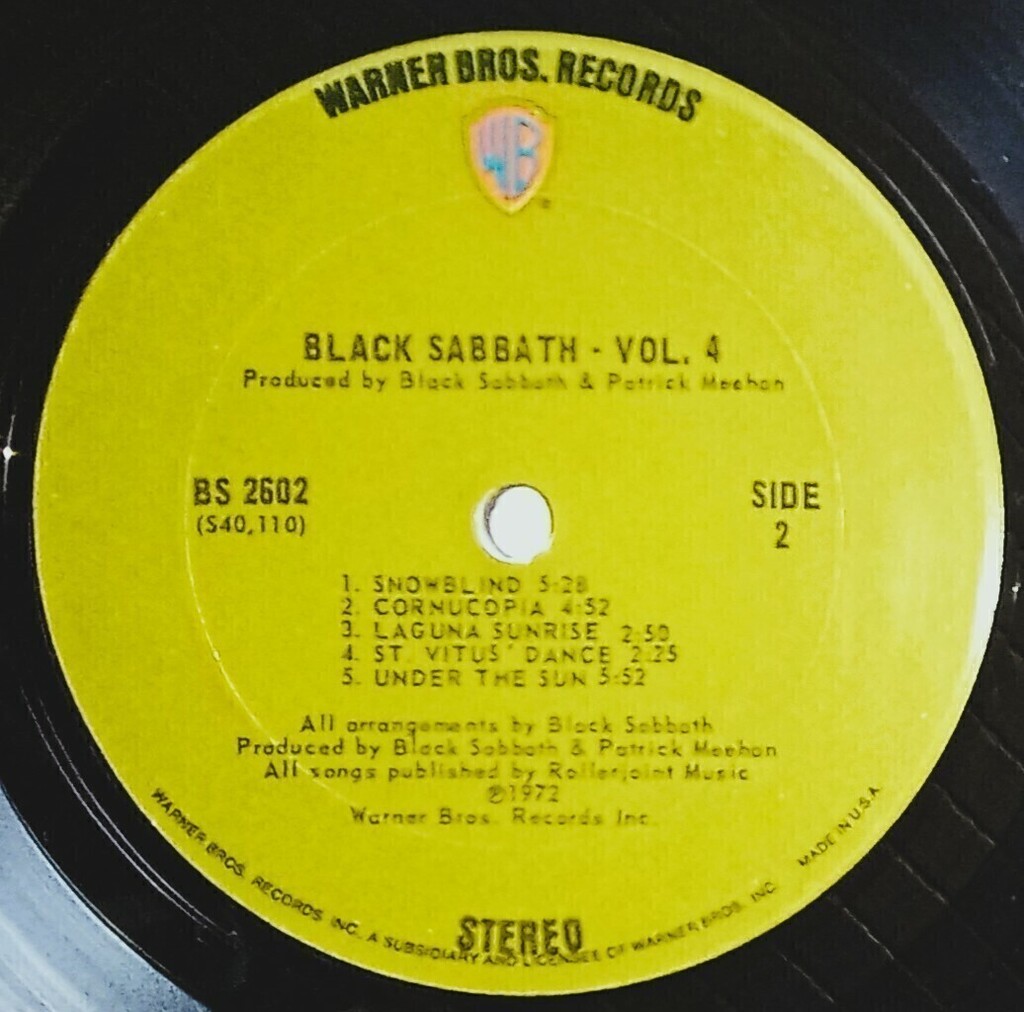 WARNER BROS. RECORDS
WB
®
BLACK SABBATH - VOL. 4
Produced by Black Sabbath & Patrick Meehan
BS 2602
(S40,110)
SIDE
2
1. SNOWBLIND 5:28
2. CORNUCOPIA 4:52
3. LAGUNA SUNRISE 2:50
4. ST. VITUS' DANCE 2:25
5. UNDER THE SUN 5:52
All arrangements by Black Sabbath
Produced by Black Sabbath & Patrick Meehan
All songs published by Rollerjoint Music
℗1972
Warner Bros. Records Inc.
STEREO
WARNER BROS. RECORDS INC., A SUBSIDIARY AND LICENSEE OF WARNER BROS. INC.
MADE IN U.S.A.